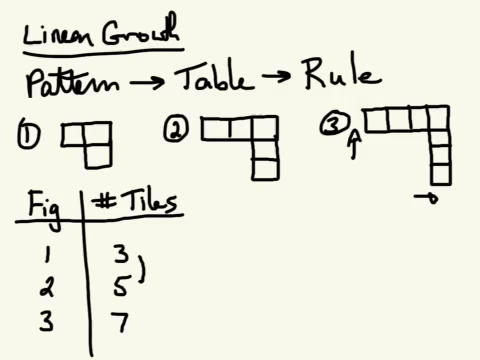 Linear Growth
Pattern → Table → Rule
① ② ③
Fig # Tiles
1 3
2 5
3 7